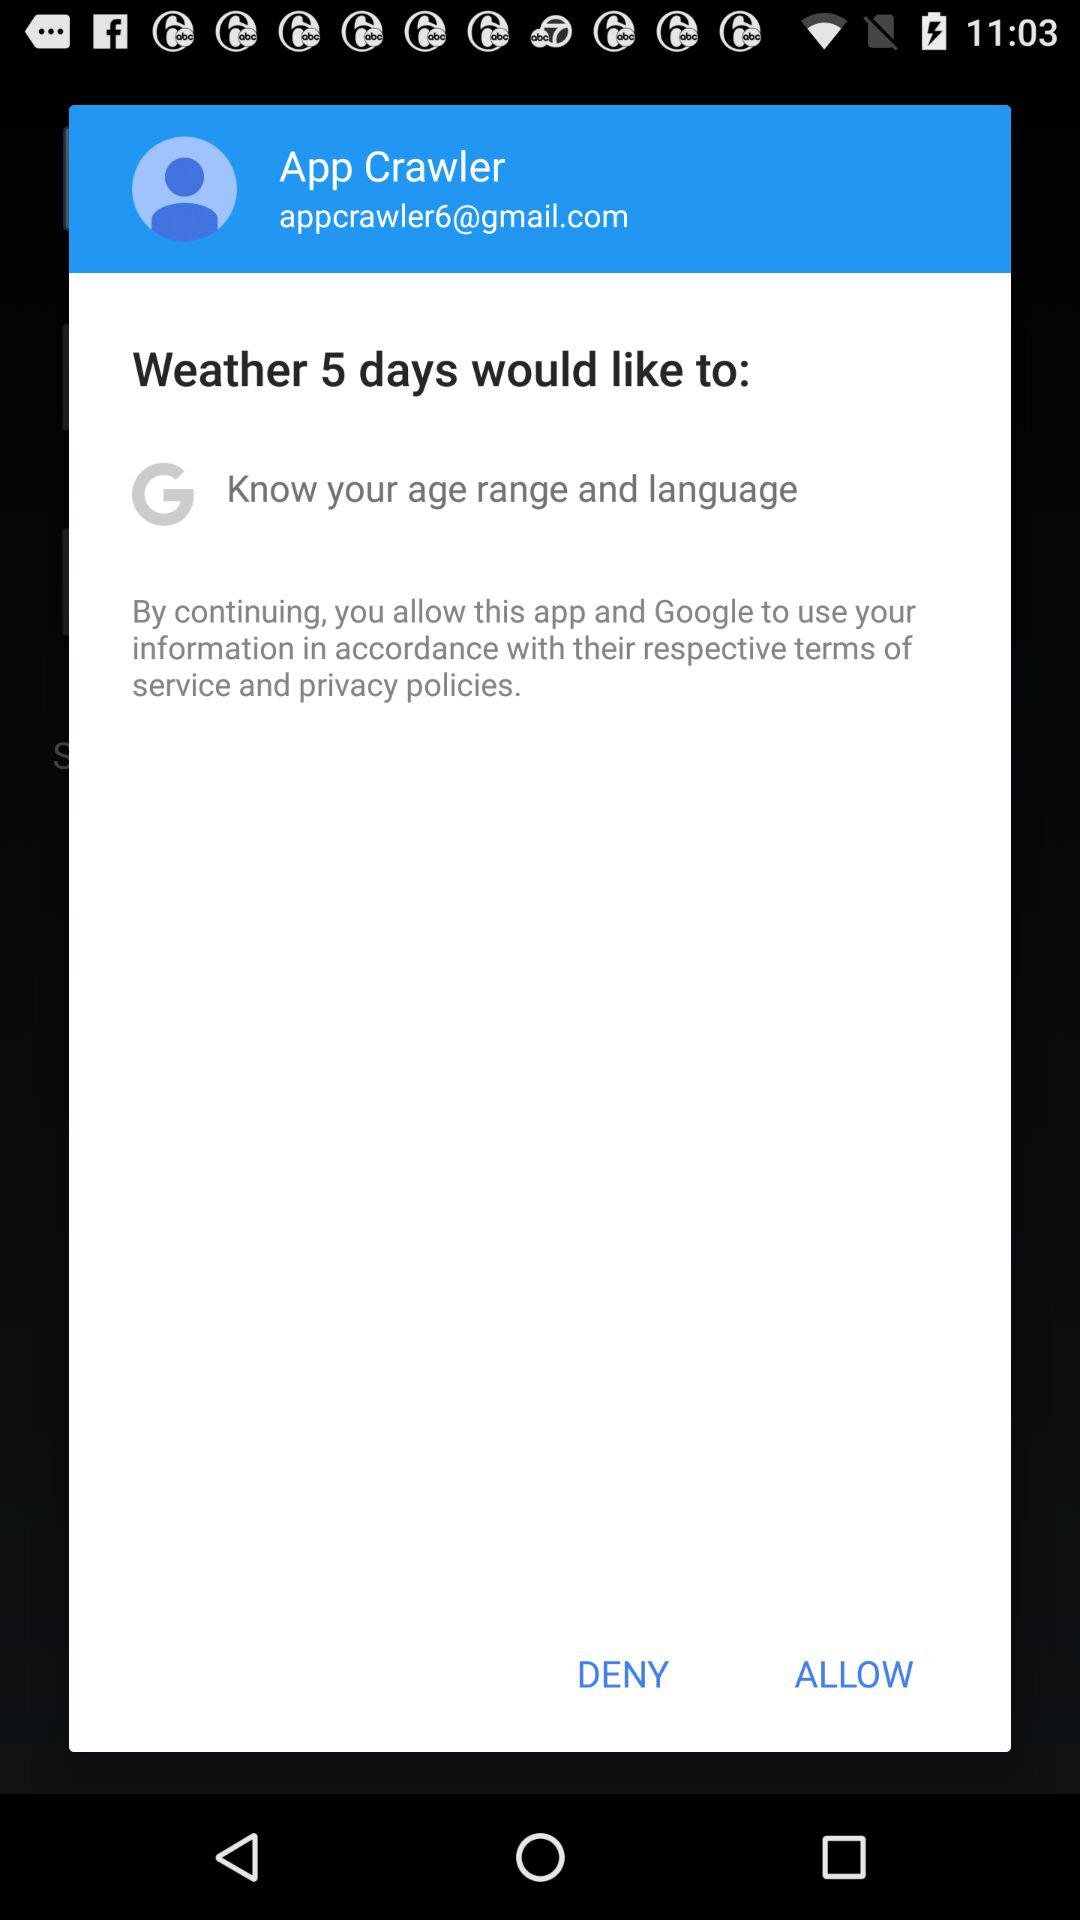 11:03
App Crawler
appcrawler6@gmail.com
Weather 5 days would like to:
Know your age range and language
By continuing, you allow this app and Google to use your
information in accordance with their respective terms of
service and privacy policies.
S
DENY ALLOW